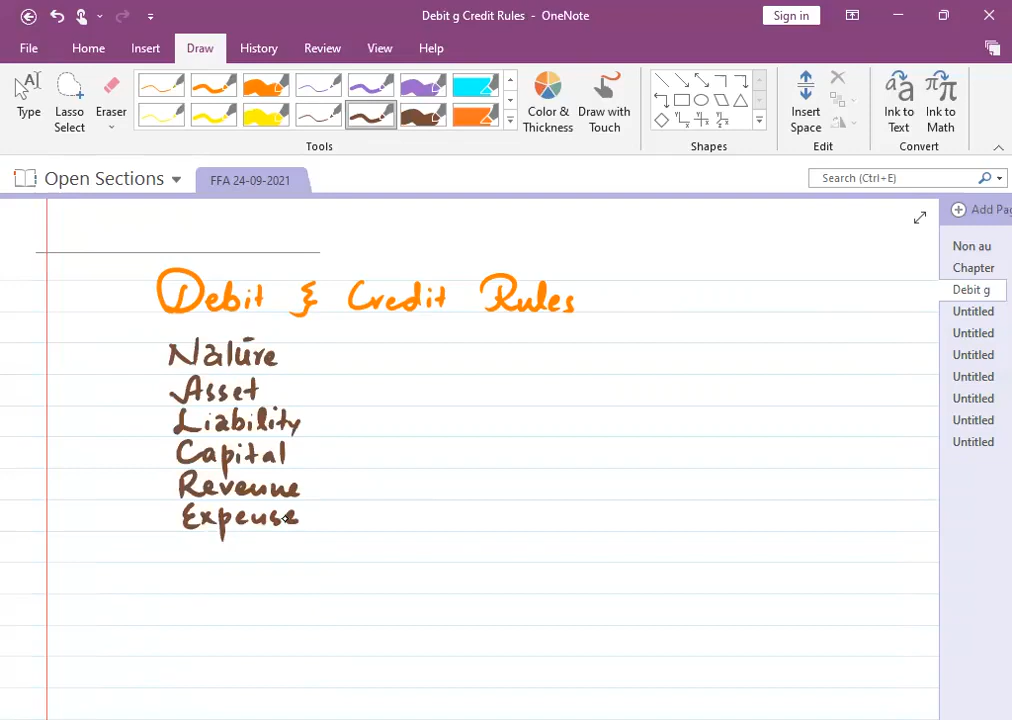 Debit g Credit Rules - OneNote
Sign in
File Home Insert Draw History Review View Help
Type
Lasso Select
Eraser
Color & Thickness
Draw with Touch
Insert Space
Ink to Text
Ink to Math
Tools
Shapes
Edit
Convert
Open Sections
FFA 24-09-2021
Search (Ctrl+E)
Add Pa
Non au
Chapter
Debit g
Untitled
Untitled
Untitled
Untitled
Untitled
Untitled
Untitled
Debit & Credit Rules
Nature
Asset
Liability
Capital
Revenue
Expense